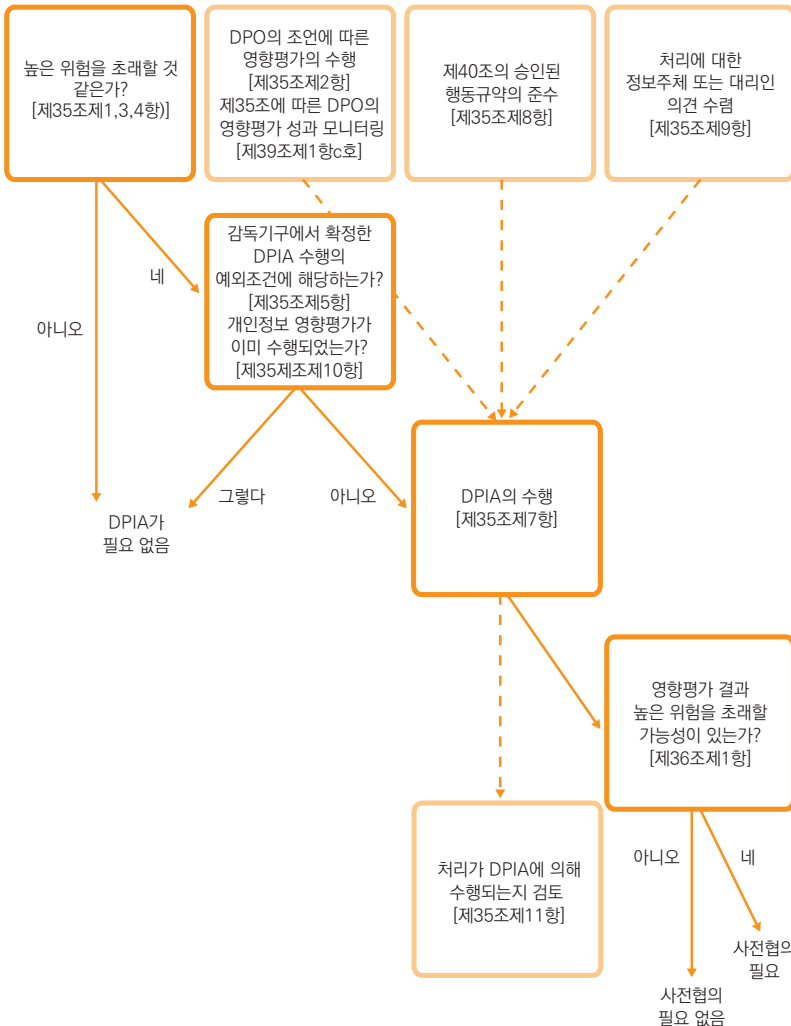 높은 위험을 초래할 것
같은가?
[제35조제1,3,4항)]
DPO의 조언에 따른
영향평가의 수행
[제35조제2항]
제35조에 따른 DPO의
영향평가 성과 모니터링
[제39조제1항c호]
제40조의 승인된
행동규약의 준수
[제35조제8항]
처리에 대한
정보주체 또는 대리인
의견 수렴
[제35조제9항]
네
아니오
감독기구에서 확정한
DPIA 수행의
예외조건에 해당하는가?
[제35조제5항]
개인정보 영향평가가
이미 수행되었는가?
[제35제조제10항]
그렇다
아니오
DPIA가
필요 없음
DPIA의 수행
[제35조제7항]
영향평가 결과
높은 위험을 초래할
가능성이 있는가?
[제36조제1항]
처리가 DPIA에 의해
수행되는지 검토
[제35조제11항]
아니오
네
사전협의
필요
사전협의
필요 없음